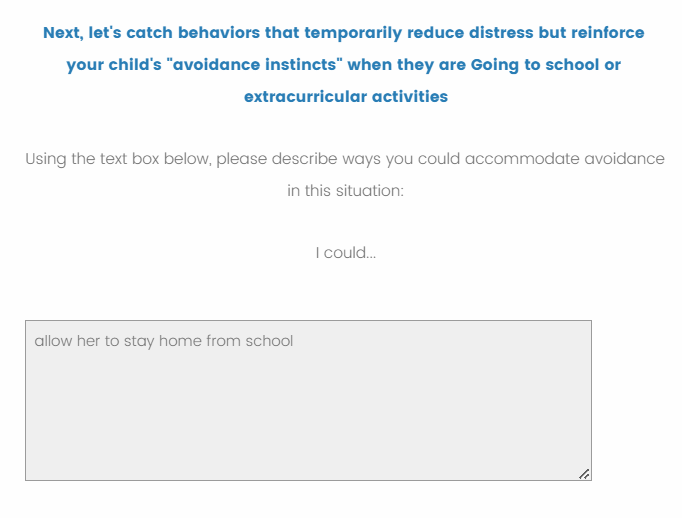 Next, let's catch behaviors that temporarily reduce distress but reinforce
your child's "avoidance instincts" when they are Going to school or
extracurricular activities
Using the text box below, please describe ways you could accommodate avoidance
in this situation:
I could...
allow her to stay home from school